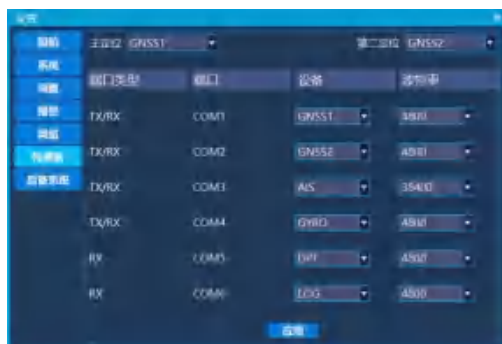 设置
船舶
系统
主定位 GNSS1 第二定位 GNSS2
端口类型 端口 设备 波特率
TX/RX COM1 GNSS1 4800
TX/RX COM2 GNSS2 4800
传感器
TX/RX COM3 AIS 38400
TX/RX COM4 GYRO 4800
RX COM5 DPT 4800
RX COM6 LOG 4800
应用